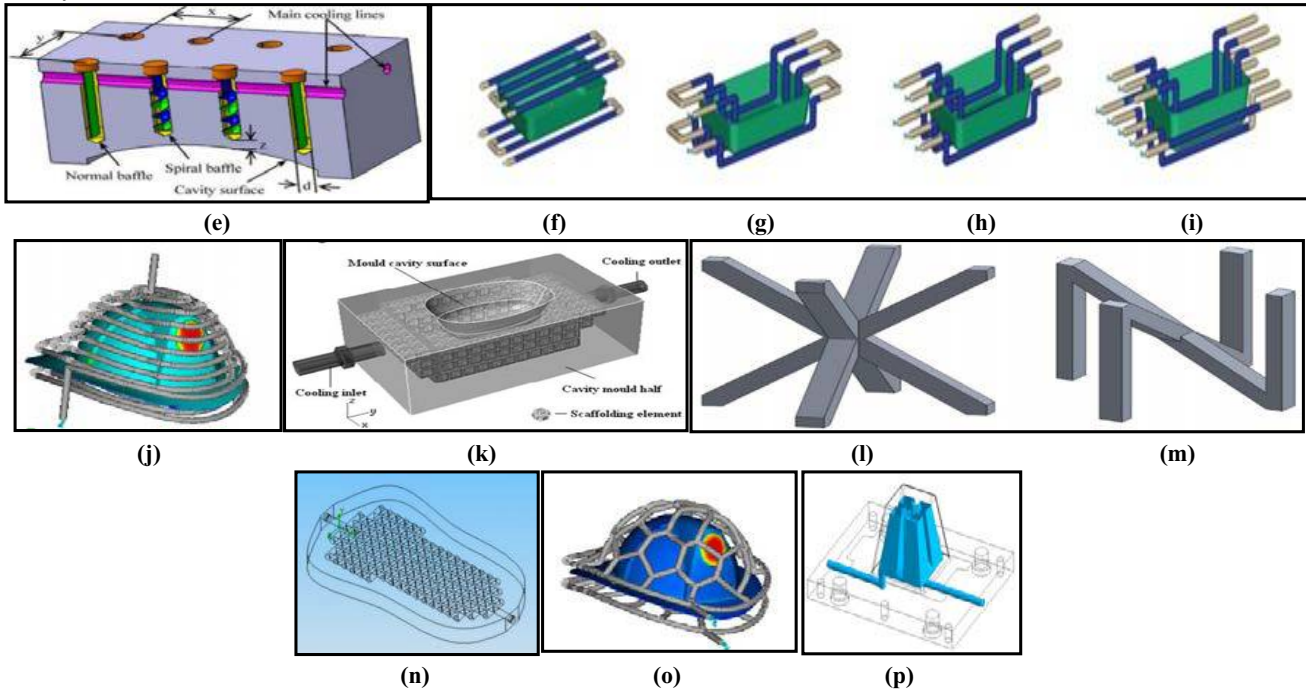 x
Main cooling lines
y
z
Spiral baffle
Normal baffle
Cavity surface
d
(e) (f) (g) (h) (i)
Mould cavity surface
Cooling outlet
Cooling inlet
Cavity mould half
z
y
x
Scaffolding element
(j) (k) (l) (m)
(n) (o) (p)